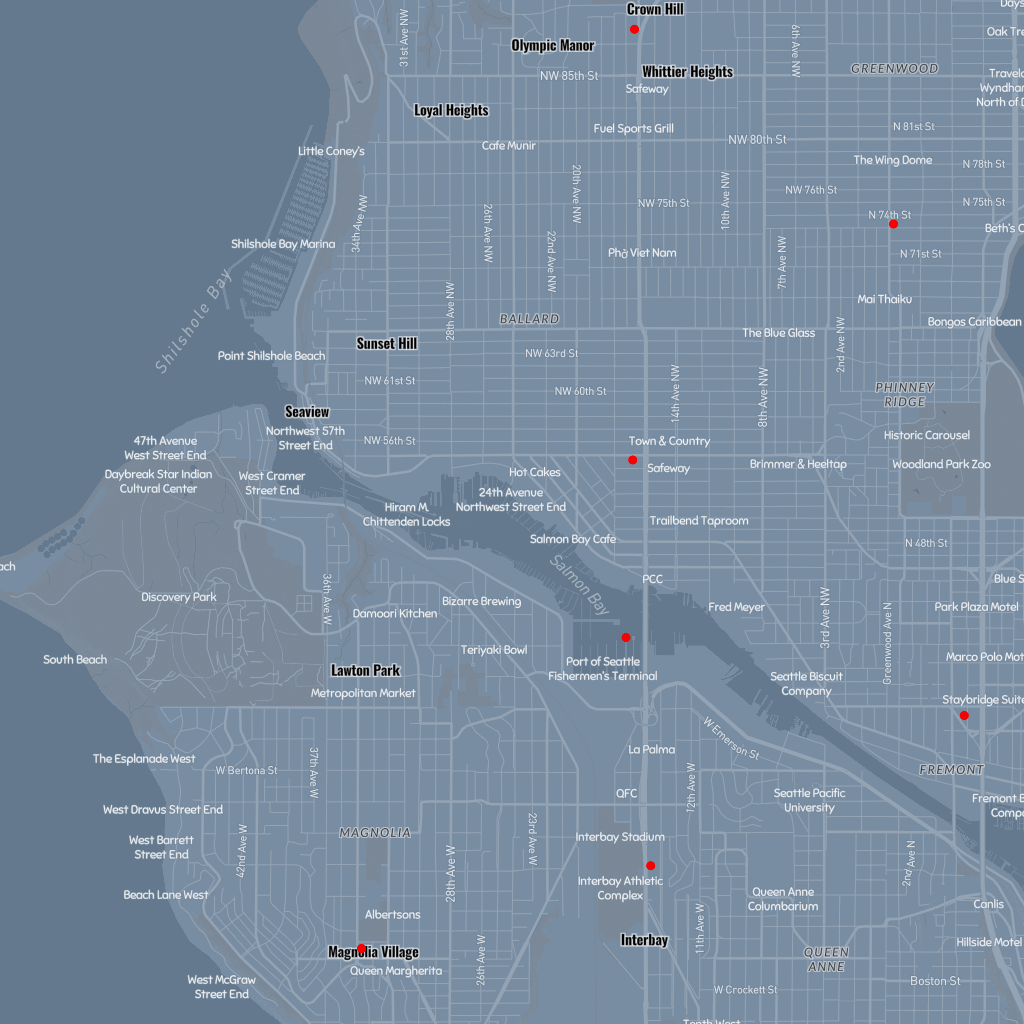 Crown Hill
Days
31st Ave NW
6th Ave NW
Oak Tre
Olympic Manor
GREENWOOD
NW 85th St
Whittier Heights
Travelo
Wyndham
North of D
Safeway
Loyal Heights
Fuel Sports Grill
N 81st St
Cafe Munir
NW 80th St
Little Coney's
The Wing Dome
N 78th St
20th Ave NW
NW 76th St
10th Ave NW
NW 75th St
N 75th St
34th Ave NW
26th Ave NW
N 74th St
Beth's C
Shilshole Bay Marina
22nd Ave NW
Phở Viet Nam
7th Ave NW
N 71st St
Shilshole Bay
28th Ave NW
Mai Thaiku
BALLARD
Bongos Caribbean
The Blue Glass
Sunset Hill
2nd Ave NW
Point Shilshole Beach
NW 63rd St
NW 61st St
14th Ave NW
8th Ave NW
NW 60th St
PHINNEY
RIDGE
Seaview
Northwest 57th
Street End
47th Avenue
West Street End
NW 56th St
Town & Country
Historic Carousel
Daybreak Star Indian
Cultural Center
West Cramer
Street End
Hot Cakes
Safeway
Brimmer & Heeltap
Woodland Park Zoo
24th Avenue
Northwest Street End
Hiram M.
Chittenden Locks
Trailbend Taproom
Salmon Bay Cafe
N 48th St
ach
Salmon Bay
PCC
Blue S
36th Ave W
Discovery Park
Damoori Kitchen
Bizarre Brewing
Fred Meyer
3rd Ave NW
Greenwood Ave N
Park Plaza Motel
South Beach
Teriyaki Bowl
Port of Seattle
Fishermen's Terminal
Marco Polo Mot
Lawton Park
Seattle Biscuit
Company
Metropolitan Market
Staybridge Suite
W Emerson St
La Palma
The Esplanade West
37th Ave W
W Bertona St
12th Ave W
FREMONT
QFC
Seattle Pacific
University
Fremont B
Compa
West Dravus Street End
42nd Ave W
MAGNOLIA
23rd Ave W
Interbay Stadium
West Barrett
Street End
28th Ave W
2nd Ave N
Interbay Athletic
Complex
Beach Lane West
Queen Anne
Columbarium
Canlis
Albertsons
11th Ave W
Interbay
Hillside Motel
Magnolia Village
26th Ave W
QUEEN
ANNE
Queen Margherita
West McGraw
Street End
Boston St
W Crockett St
Tenth West